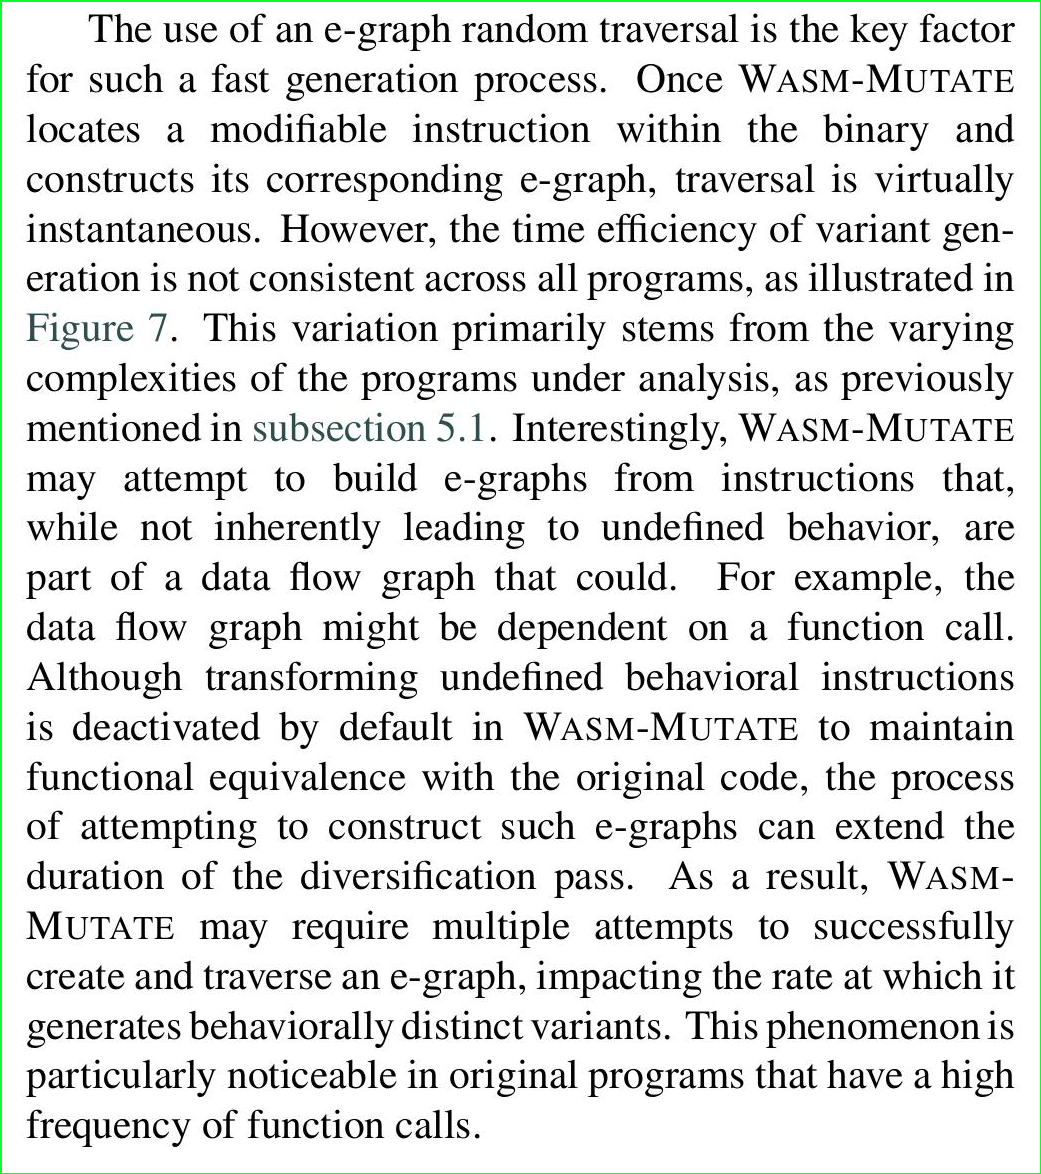 The use of an e-graph random traversal is the key factor
for such a fast generation process. Once WASM-MUTATE
locates a modifiable instruction within the binary and
constructs its corresponding e-graph, traversal is virtually
instantaneous. However, the time efficiency of variant gen-
eration is not consistent across all programs, as illustrated in
Figure 7. This variation primarily stems from the varying
complexities of the programs under analysis, as previously
mentioned in subsection 5.1. Interestingly, WASM-MUTATE
may attempt to build e-graphs from instructions that,
while not inherently leading to undefined behavior, are
part of a data flow graph that could. For example, the
data flow graph might be dependent on a function call.
Although transforming undefined behavioral instructions
is deactivated by default in WASM-MUTATE to maintain
functional equivalence with the original code, the process
of attempting to construct such e-graphs can extend the
duration of the diversification pass. As a result, WASM-
MUTATE may require multiple attempts to successfully
create and traverse an e-graph, impacting the rate at which it
generates behaviorally distinct variants. This phenomenon is
particularly noticeable in original programs that have a high
frequency of function calls.